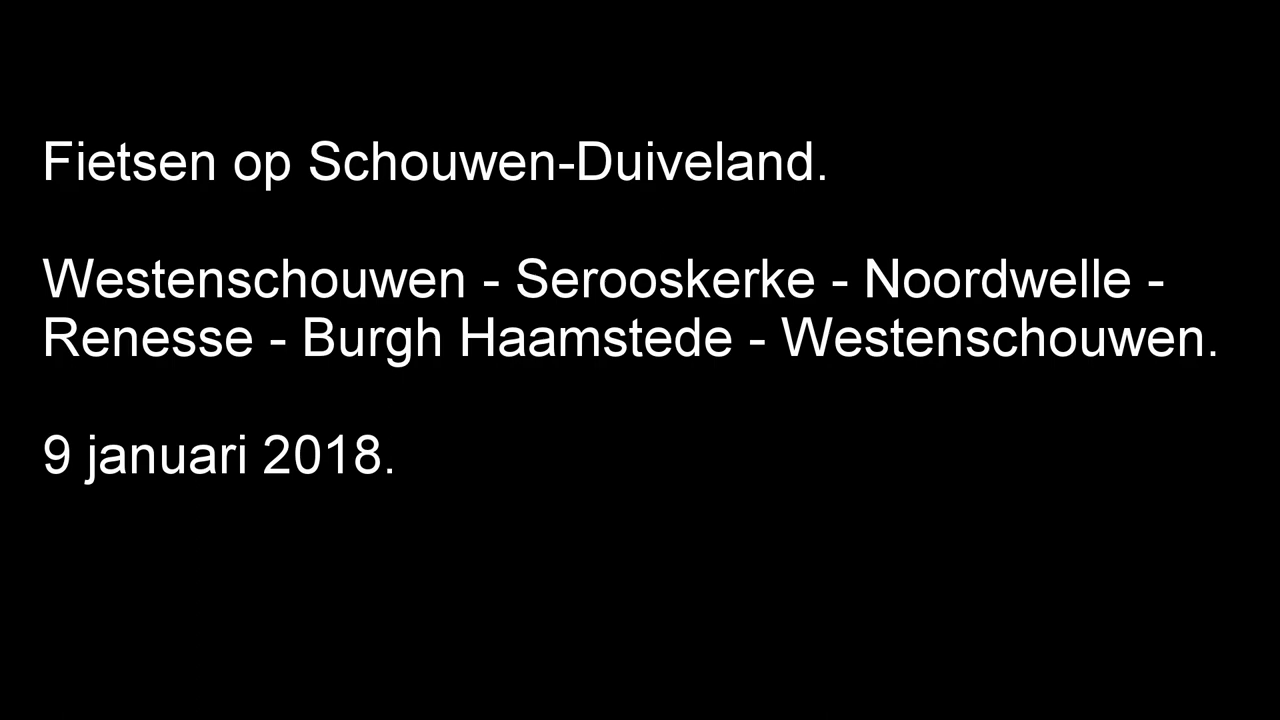 Fietsen op Schouwen-Duiveland.
Westenschouwen - Serooskerke - Noordwelle -
Renesse - Burgh Haamstede - Westenschouwen.
9 januari 2018.